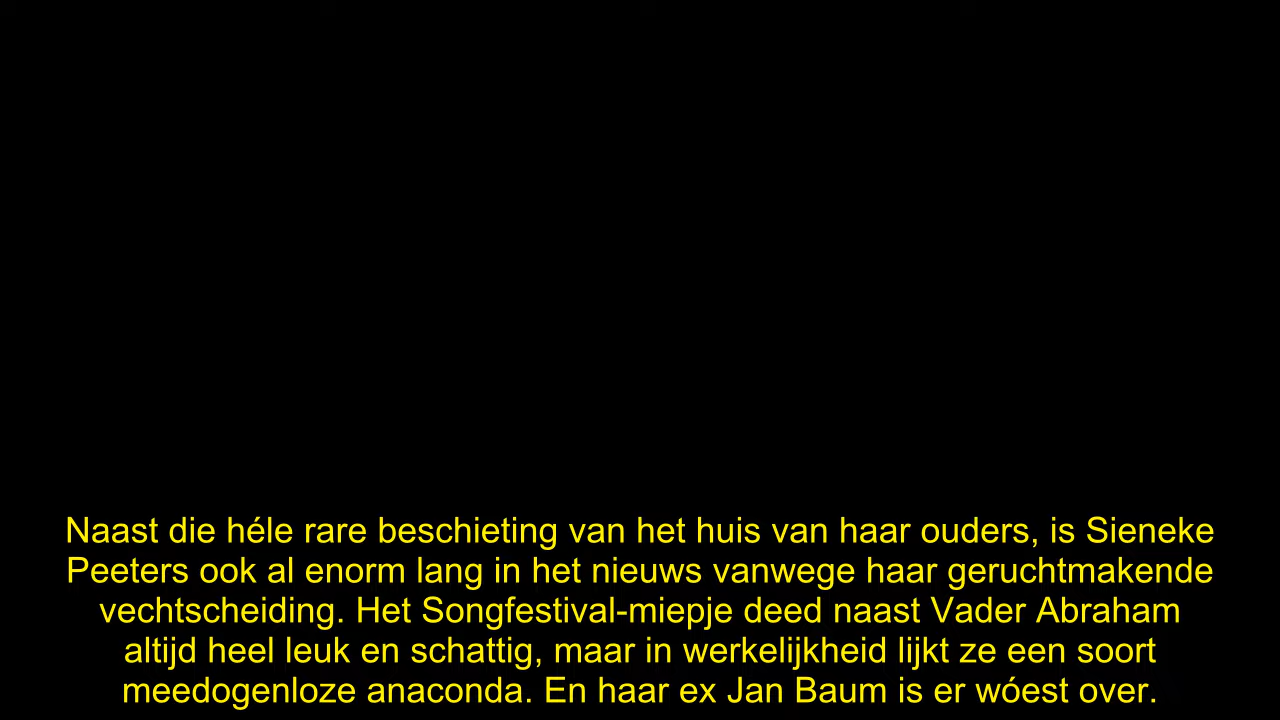 Naast die héle rare beschieting van het huis van haar ouders, is Sieneke
Peeters ook al enorm lang in het nieuws vanwege haar geruchtmakende
vechtscheiding. Het Songfestival-miepje deed naast Vader Abraham
altijd heel leuk en schattig, maar in werkelijkheid lijkt ze een soort
meedogenloze anaconda. En haar ex Jan Baum is er wóest over.